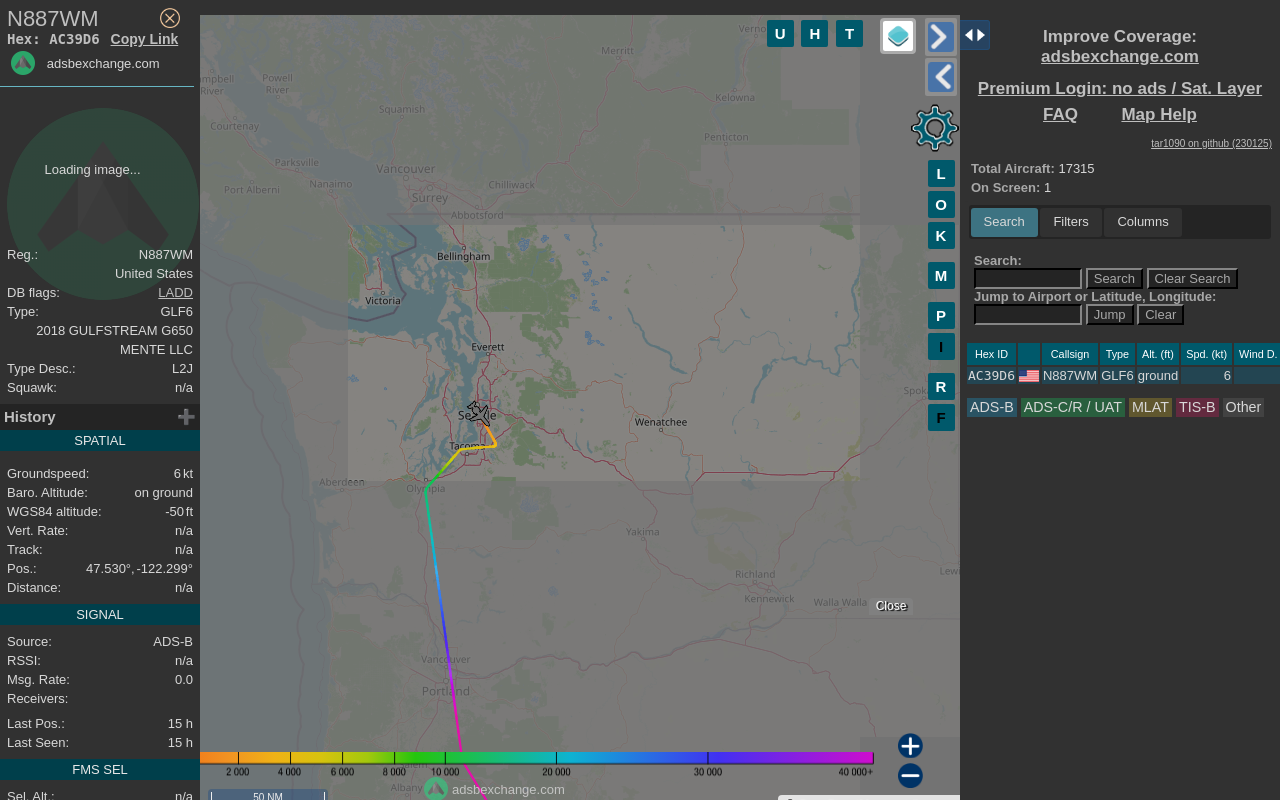 N887WM
Hex: AC39D6 Copy Link
adsbexchange.com
Loading image...
Reg.: N887WM
United States
DB flags: LADD
Type: GLF6
2018 GULFSTREAM G650
MENTE LLC
Type Desc.: L2J
Squawk: n/a
History
SPATIAL
Groundspeed: 6 kt
Baro. Altitude: on ground
WGS84 altitude: -50 ft
Vert. Rate: n/a
Track: n/a
Pos.: 47.530°, -122.299°
Distance: n/a
SIGNAL
Source: ADS-B
RSSI: n/a
Msg. Rate: 0.0
Receivers:
Last Pos.: 15 h
Last Seen: 15 h
FMS SEL
Sel. Alt.: n/a
U H T
L
O
K
M
P
I
R
F
Merritt
Powell
River
Kelowna
Squamish
Courtenay
Penticton
Parksville
Vancouver
Port Alberni
Nanaimo
Chilliwack
Surrey
Abbotsford
Bellingham
Victoria
Everett
Wenatchee
Aberdeen
Olympia
Yakima
Richland
Kennewick
Walla Walla
Close
Vancouver
Portland
Albany
2 000 4 000 6 000 8 000 10 000 20 000 30 000 40 000+
adsbexchange.com
50 NM
Improve Coverage:
adsbexchange.com
Premium Login: no ads / Sat. Layer
FAQ Map Help
tar1090 on github (230125)
Total Aircraft: 17315
On Screen: 1
Search Filters Columns
Search:
Search Clear Search
Jump to Airport or Latitude, Longitude:
Jump Clear
Hex ID Callsign Type Alt. (ft) Spd. (kt) Wind D.
AC39D6 N887WM GLF6 ground 6
ADS-B ADS-C/R / UAT MLAT TIS-B Other